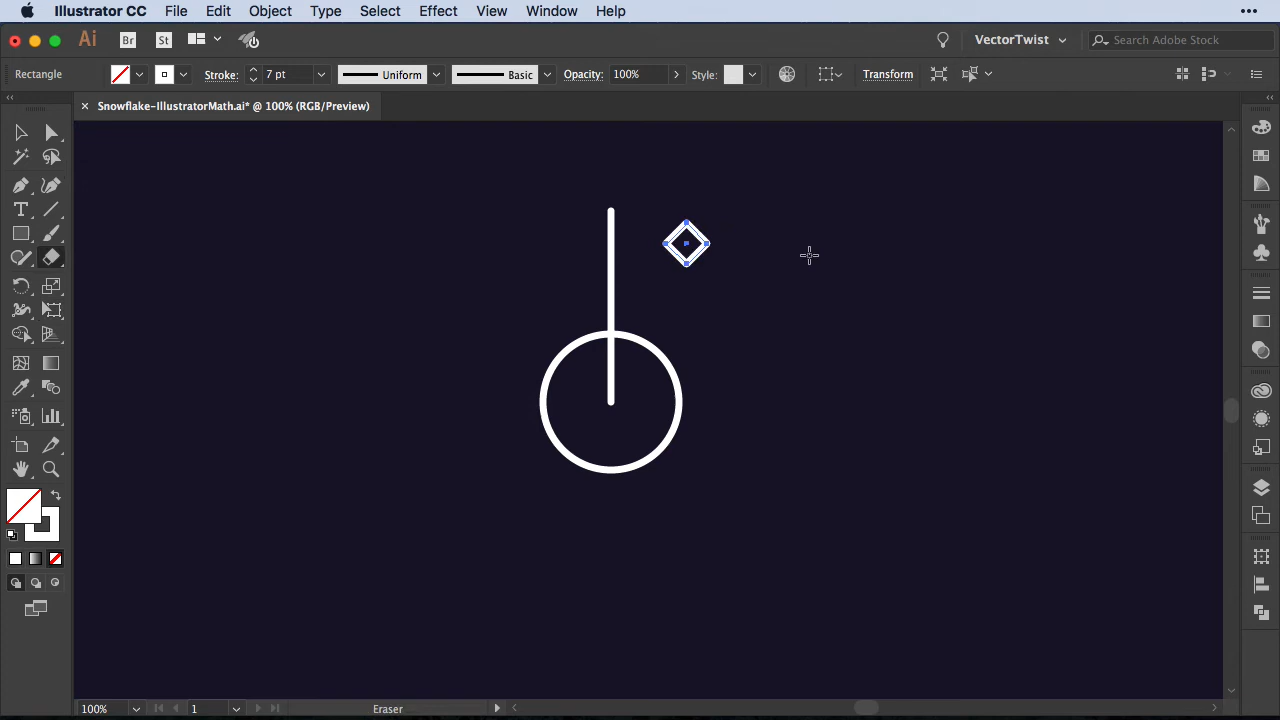 Illustrator CC File Edit Object Type Select Effect View Window Help •••
Ai Br St VectorTwist Search Adobe Stock
Rectangle Stroke: 7 pt Uniform Basic Opacity: 100% Style: Transform
× Snowflake-IllustratorMath.ai* @ 100% (RGB/Preview)
T
100% 1 Eraser